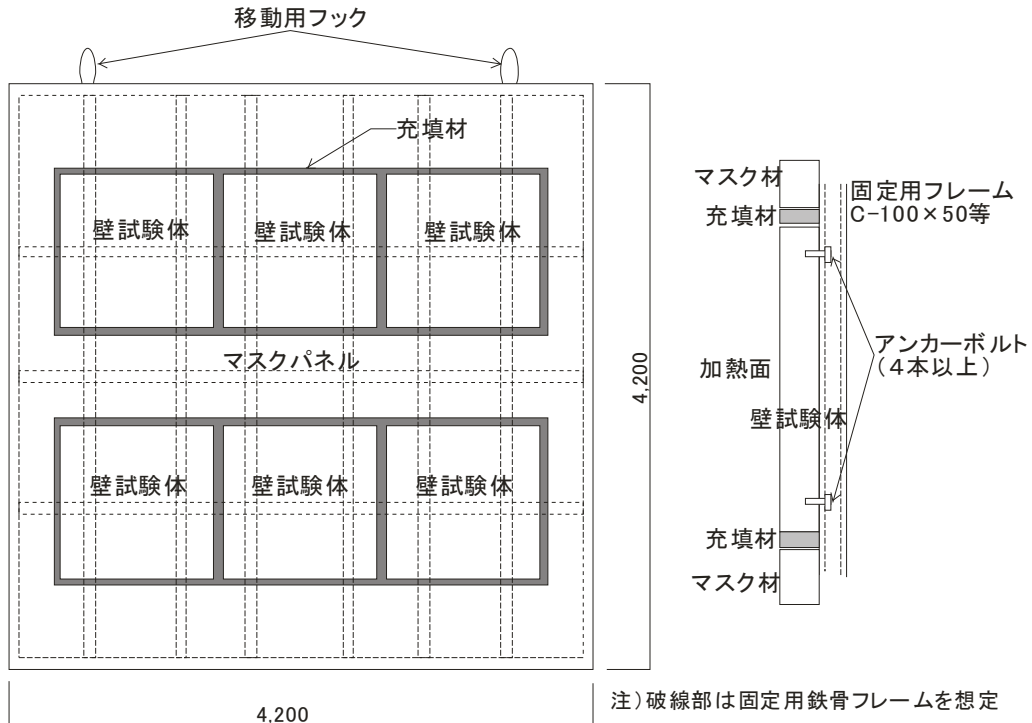 移動用フック
充填材
壁試験体
壁試験体
壁試験体
マスクパネル
壁試験体
壁試験体
壁試験体
4,200
4,200
マスク材
充填材
固定用フレーム
C-100×50等
加熱面
アンカーボルト
(4本以上)
壁試験体
充填材
マスク材
注)破線部は固定用鉄骨フレームを想定